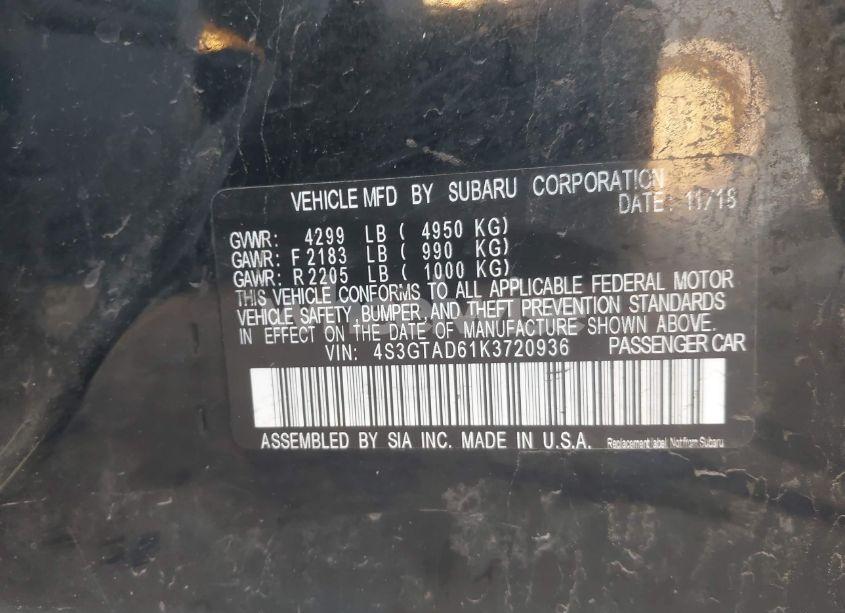 VEHICLE MFD BY SUBARU CORPORATION
DATE: 11/18
GVWR: 4299 LB ( 4950 KG)
GAWR: F 2183 LB ( 990 KG)
GAWR: R 2205 LB ( 1000 KG)
THIS VEHICLE CONFORMS TO ALL APPLICABLE FEDERAL MOTOR
VEHICLE SAFETY, BUMPER, AND THEFT PREVENTION STANDARDS
IN EFFECT ON THE DATE OF MANUFACTURE SHOWN ABOVE.
VIN: 4S3GTAD61K3720936 PASSENGER CAR
ASSEMBLED BY SIA INC. MADE IN U.S.A. Replacement label. Not from Subaru